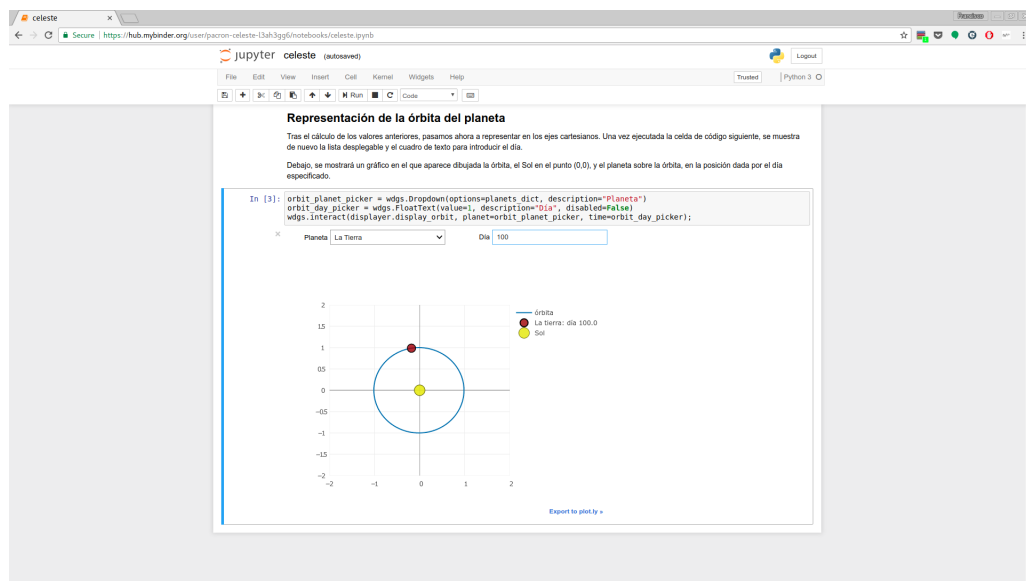 celeste
Secure | https://hub.mybinder.org/user/pacron-celeste-l3ah3gg6/notebooks/celeste.ipynb
jupyter celeste (autosaved)
Logout
File Edit View Insert Cell Kernel Widgets Help Trusted Python 3
Run Code
Representación de la órbita del planeta
Tras el cálculo de los valores anteriores, pasamos ahora a representar en los ejes cartesianos. Una vez ejecutada la celda de código siguiente, se muestra
de nuevo la lista desplegable y el cuadro de texto para introducir el día.
Debajo, se mostrará un gráfico en el que aparece dibujada la órbita, el Sol en el punto (0,0), y el planeta sobre la órbita, en la posición dada por el día
especificado.
In [3]: orbit_planet_picker = wdgs.Dropdown(options=planets_dict, description="Planeta")
orbit_day_picker = wdgs.FloatText(value=1, description="Día", disabled=False)
wdgs.interact(displayer.display_orbit, planet=orbit_planet_picker, time=orbit_day_picker);
Planeta La Tierra Día 100
2
1.5
1
0.5
0
−0.5
−1
−1.5
−2
−2 −1 0 1 2
órbita
La tierra: día 100.0
Sol
Export to plot.ly »